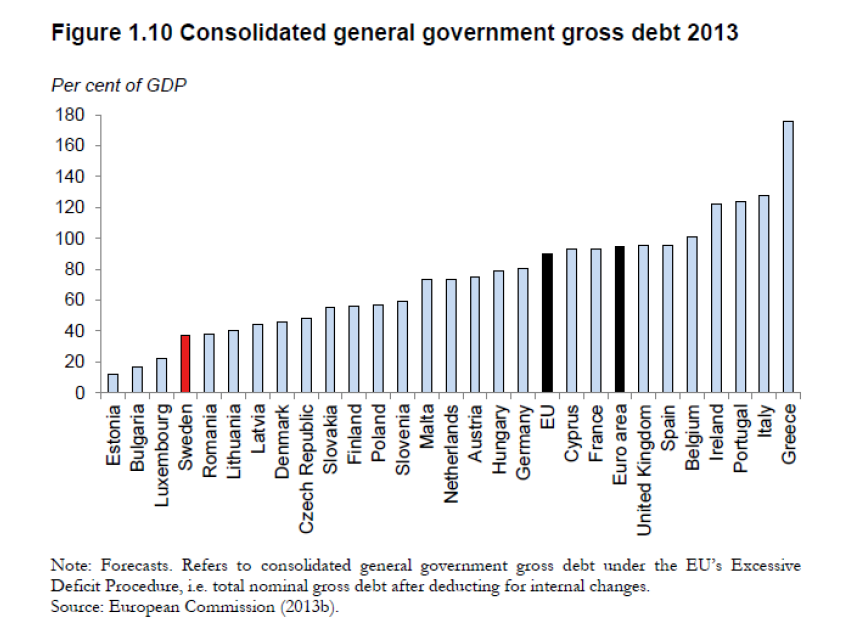 Figure 1.10 Consolidated general government gross debt 2013
Per cent of GDP
180
160
140
120
100
80
60
40
20
0
Estonia
Bulgaria
Luxembourg
Sweden
Romania
Lithuania
Latvia
Denmark
Czech Republic
Slovakia
Finland
Poland
Slovenia
Malta
Netherlands
Austria
Hungary
Germany
EU
Cyprus
France
Euro area
United Kingdom
Spain
Belgium
Ireland
Portugal
Italy
Greece
Note: Forecasts. Refers to consolidated general government gross debt under the EU's Excessive
Deficit Procedure, i.e. total nominal gross debt after deducting for internal changes.
Source: European Commission (2013b).